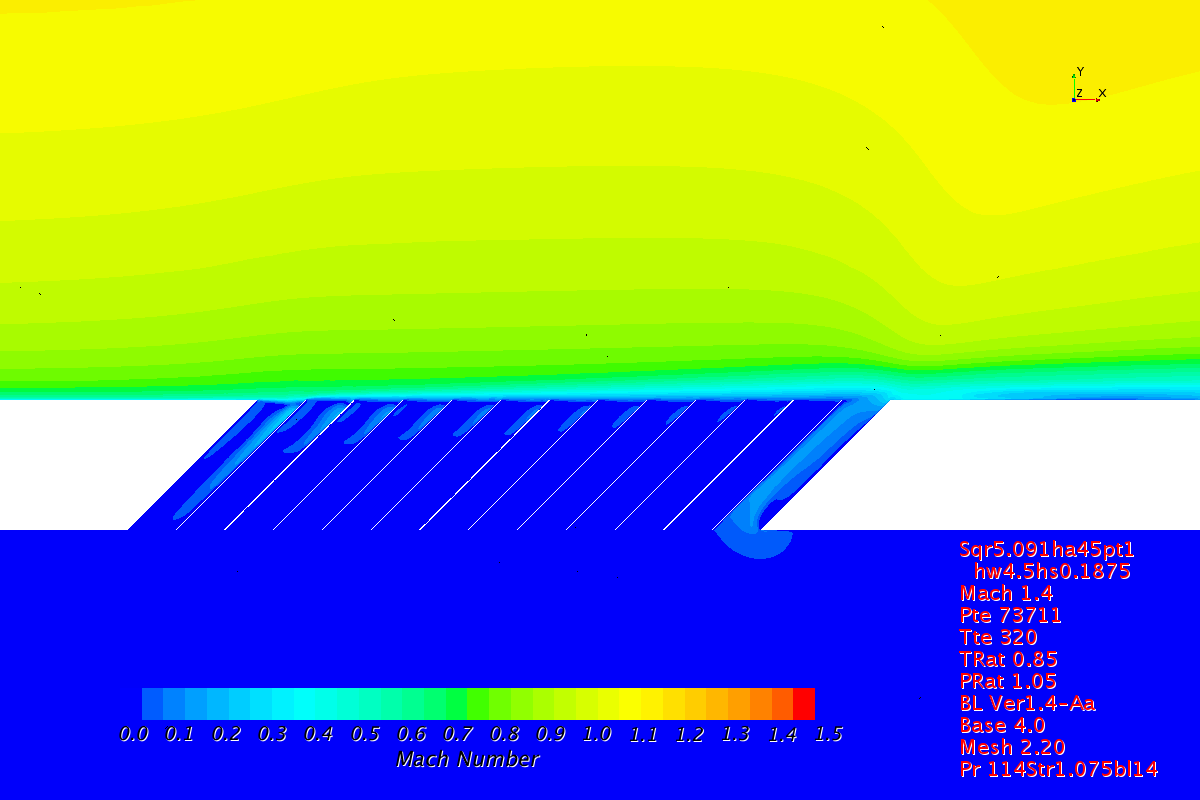 Y
Z X
Sqr5.091ha45pt1
hw4.5hs0.1875
Mach 1.4
Pte 73711
Tte 320
TRat 0.85
PRat 1.05
BL Ver1.4-Aa
Base 4.0
Mesh 2.20
Pr 114Str1.075bl14
0.0 0.1 0.2 0.3 0.4 0.5 0.6 0.7 0.8 0.9 1.0 1.1 1.2 1.3 1.4 1.5
Mach Number